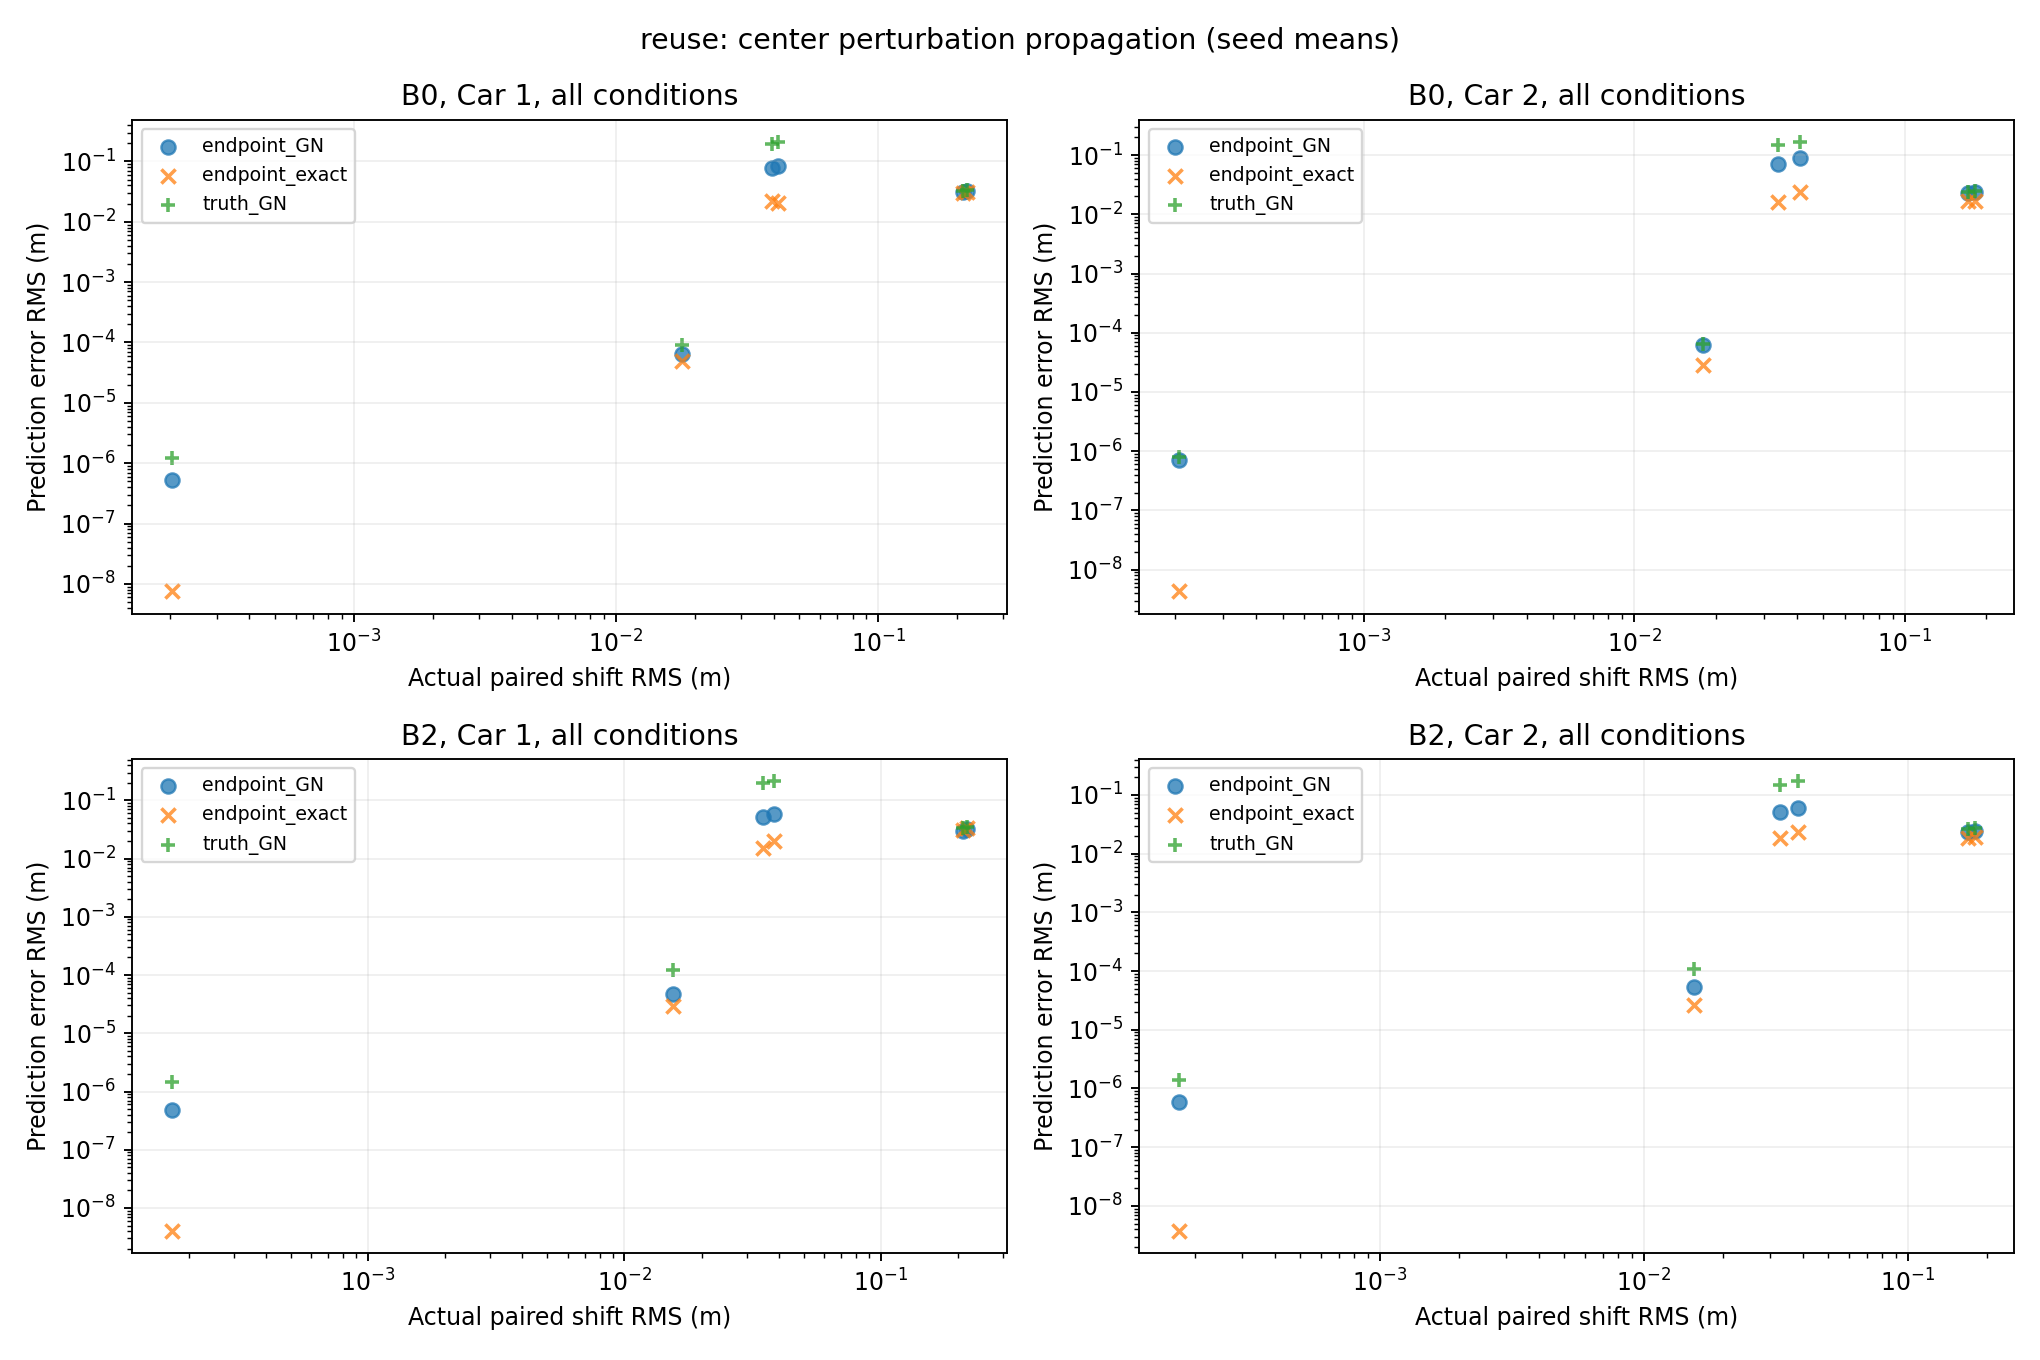 reuse: center perturbation propagation (seed means)
B0, Car 1, all conditions
endpoint_GN
endpoint_exact
truth_GN
Prediction error RMS (m)
10⁻¹
10⁻²
10⁻³
10⁻⁴
10⁻⁵
10⁻⁶
10⁻⁷
10⁻⁸
10⁻³ 10⁻² 10⁻¹
Actual paired shift RMS (m)
B0, Car 2, all conditions
endpoint_GN
endpoint_exact
truth_GN
Prediction error RMS (m)
10⁻¹
10⁻²
10⁻³
10⁻⁴
10⁻⁵
10⁻⁶
10⁻⁷
10⁻⁸
10⁻³ 10⁻² 10⁻¹
Actual paired shift RMS (m)
B2, Car 1, all conditions
endpoint_GN
endpoint_exact
truth_GN
Prediction error RMS (m)
10⁻¹
10⁻²
10⁻³
10⁻⁴
10⁻⁵
10⁻⁶
10⁻⁷
10⁻⁸
10⁻³ 10⁻² 10⁻¹
Actual paired shift RMS (m)
B2, Car 2, all conditions
endpoint_GN
endpoint_exact
truth_GN
Prediction error RMS (m)
10⁻¹
10⁻²
10⁻³
10⁻⁴
10⁻⁵
10⁻⁶
10⁻⁷
10⁻⁸
10⁻³ 10⁻² 10⁻¹
Actual paired shift RMS (m)